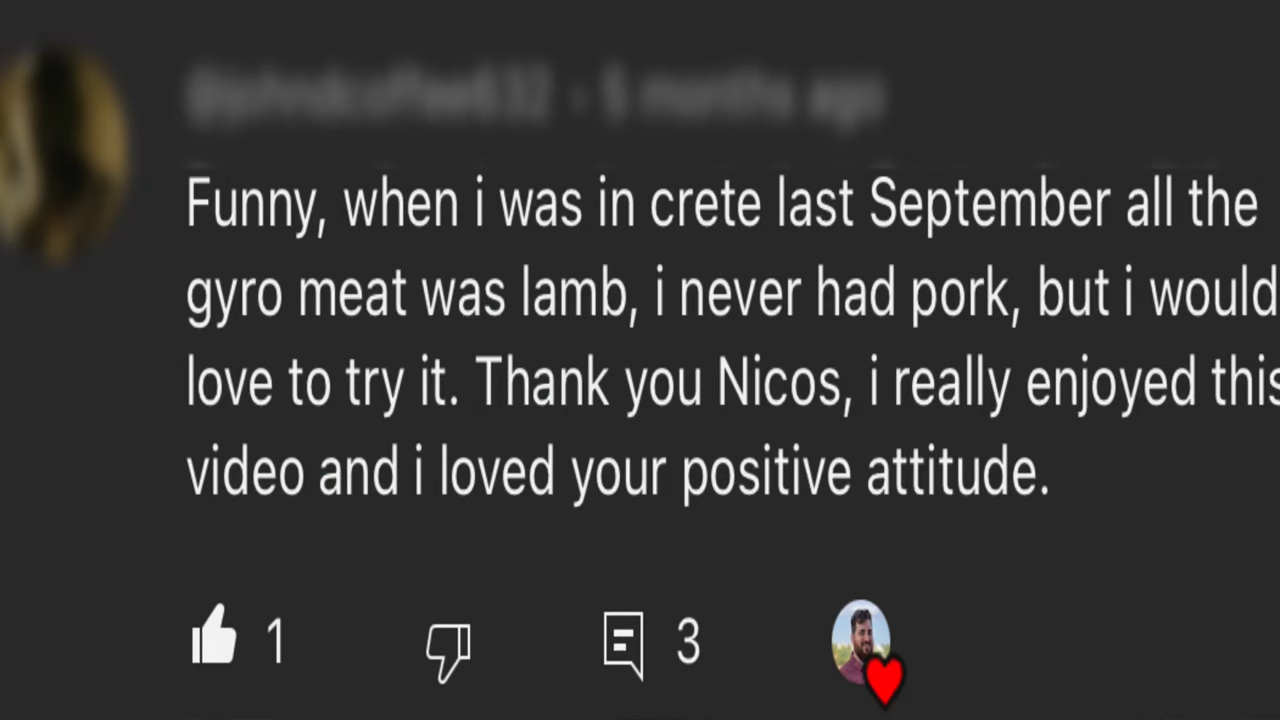 Funny, when i was in crete last September all the
gyro meat was lamb, i never had pork, but i would
love to try it. Thank you Nicos, i really enjoyed this
video and i loved your positive attitude.
1 3